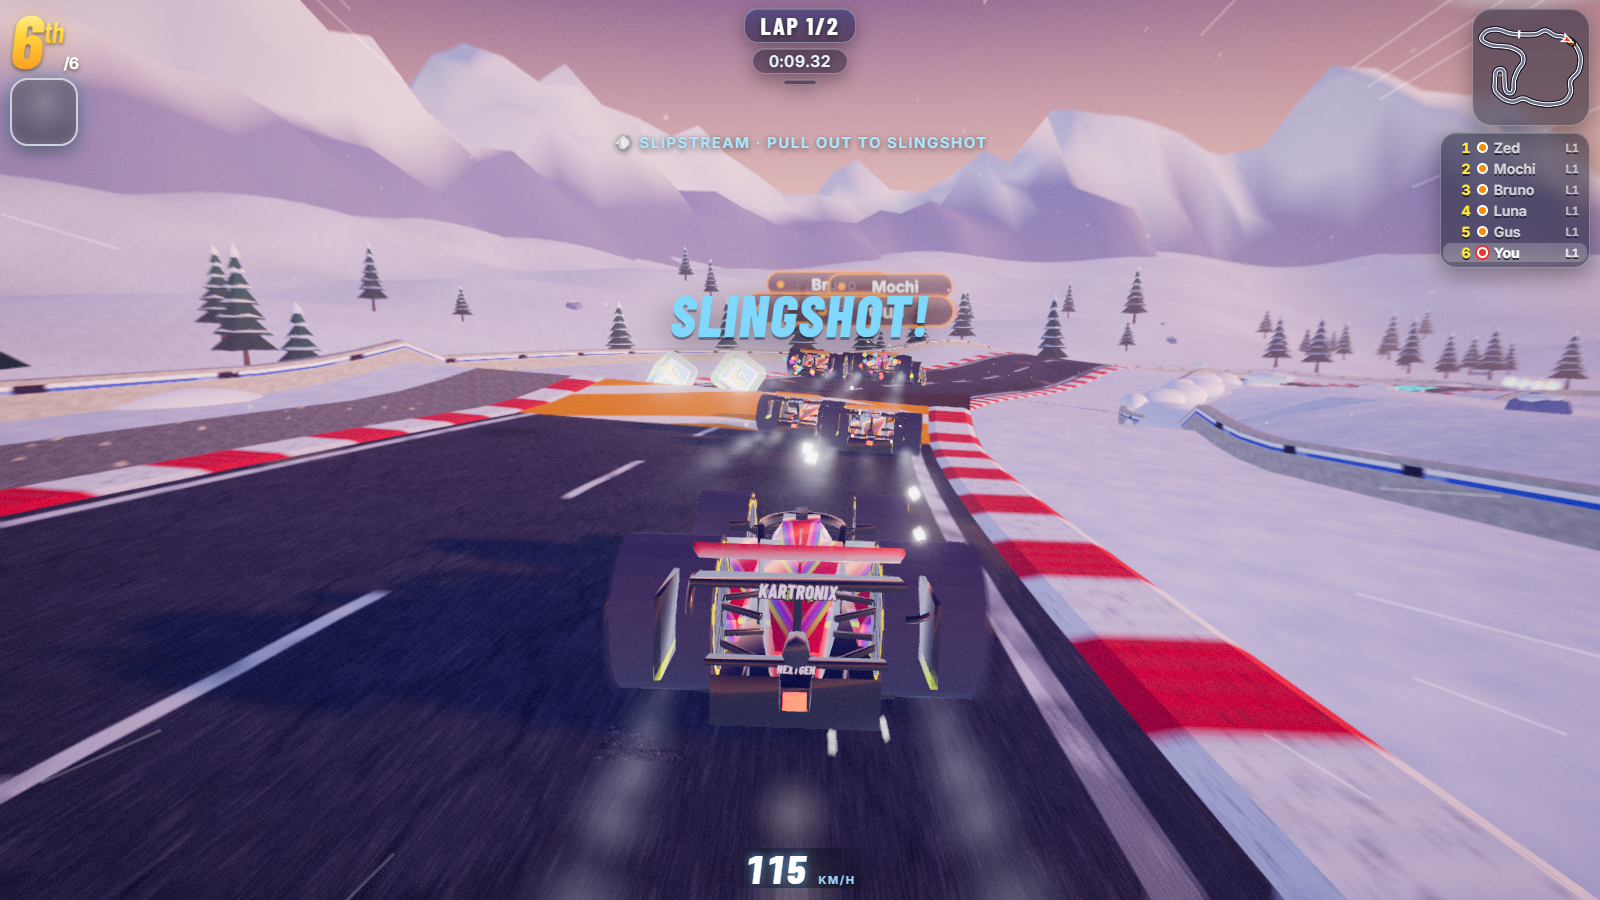 6th
/6
LAP 1/2
0:09.32
SLIPSTREAM · PULL OUT TO SLINGSHOT
1 Zed L1
2 Mochi L1
3 Bruno L1
4 Luna L1
5 Gus L1
6 You L1
Mochi
SLINGSHOT!
KARTRONIX
NEXTGEN
115 KM/H